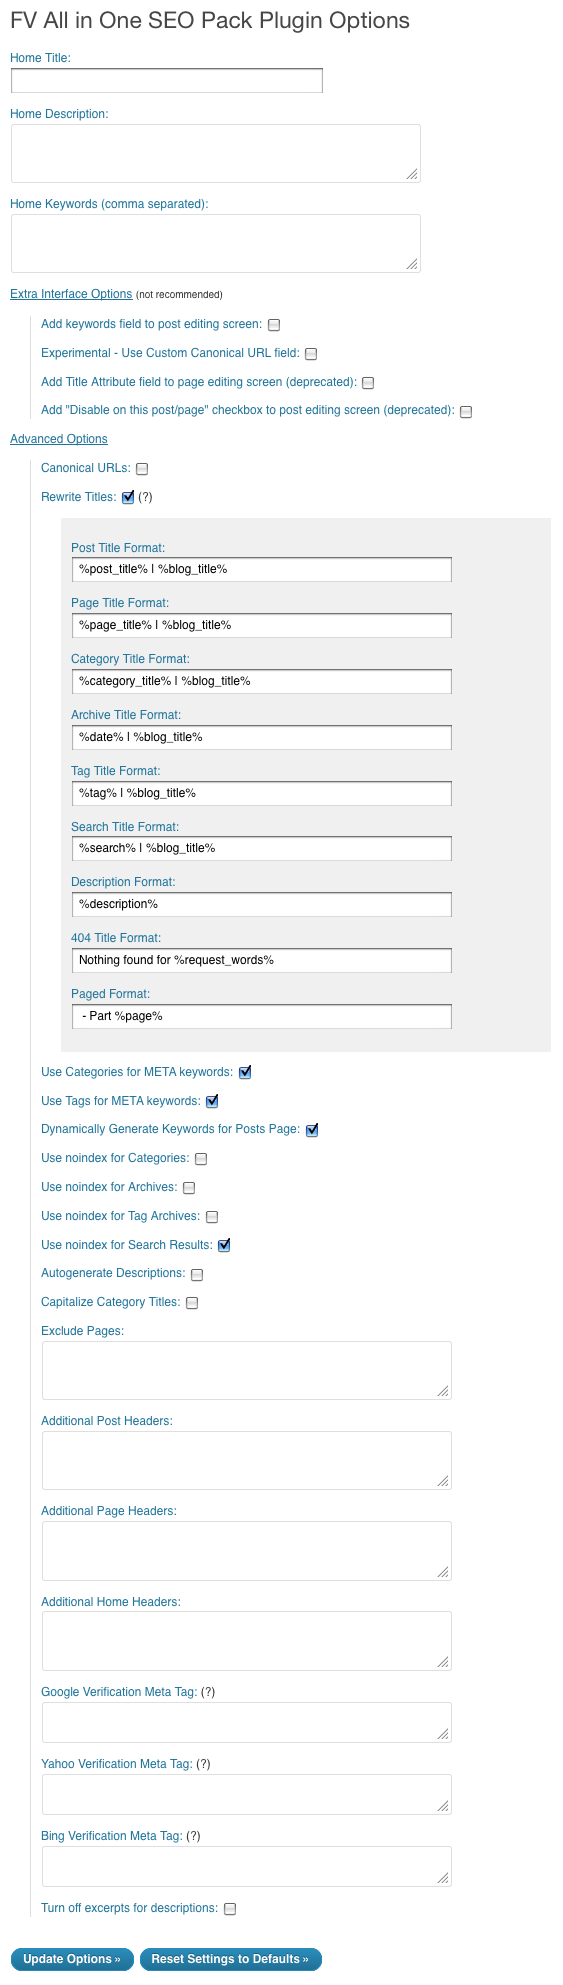 FV All in One SEO Pack Plugin Options
Home Title:
Home Description:
Home Keywords (comma separated):
Extra Interface Options (not recommended)
Add keywords field to post editing screen:
Experimental - Use Custom Canonical URL field:
Add Title Attribute field to page editing screen (deprecated):
Add "Disable on this post/page" checkbox to post editing screen (deprecated):
Advanced Options
Canonical URLs:
Rewrite Titles: (?)
Post Title Format:
%post_title% | %blog_title%
Page Title Format:
%page_title% | %blog_title%
Category Title Format:
%category_title% | %blog_title%
Archive Title Format:
%date% | %blog_title%
Tag Title Format:
%tag% | %blog_title%
Search Title Format:
%search% | %blog_title%
Description Format:
%description%
404 Title Format:
Nothing found for %request_words%
Paged Format:
- Part %page%
Use Categories for META keywords:
Use Tags for META keywords:
Dynamically Generate Keywords for Posts Page:
Use noindex for Categories:
Use noindex for Archives:
Use noindex for Tag Archives:
Use noindex for Search Results:
Autogenerate Descriptions:
Capitalize Category Titles:
Exclude Pages:
Additional Post Headers:
Additional Page Headers:
Additional Home Headers:
Google Verification Meta Tag: (?)
Yahoo Verification Meta Tag: (?)
Bing Verification Meta Tag: (?)
Turn off excerpts for descriptions:
Update Options » Reset Settings to Defaults »